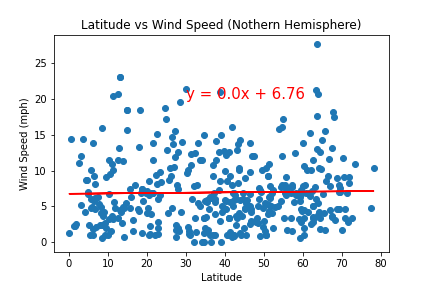 Latitude vs Wind Speed (Nothern Hemisphere)
Wind Speed (mph)
25
20
15
10
5
0
y = 0.0x + 6.76
0 10 20 30 40 50 60 70 80
Latitude